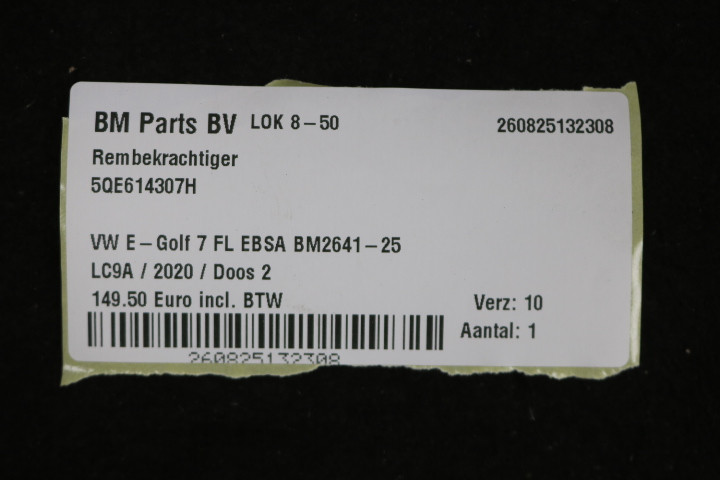 BM Parts BV LOK 8-50 260825132308
Rembekrachtiger
5QE614307H
VW E-Golf 7 FL EBSA BM2641-25
LC9A / 2020 / Doos 2
149.50 Euro incl. BTW Verz: 10
Aantal: 1
260825132308